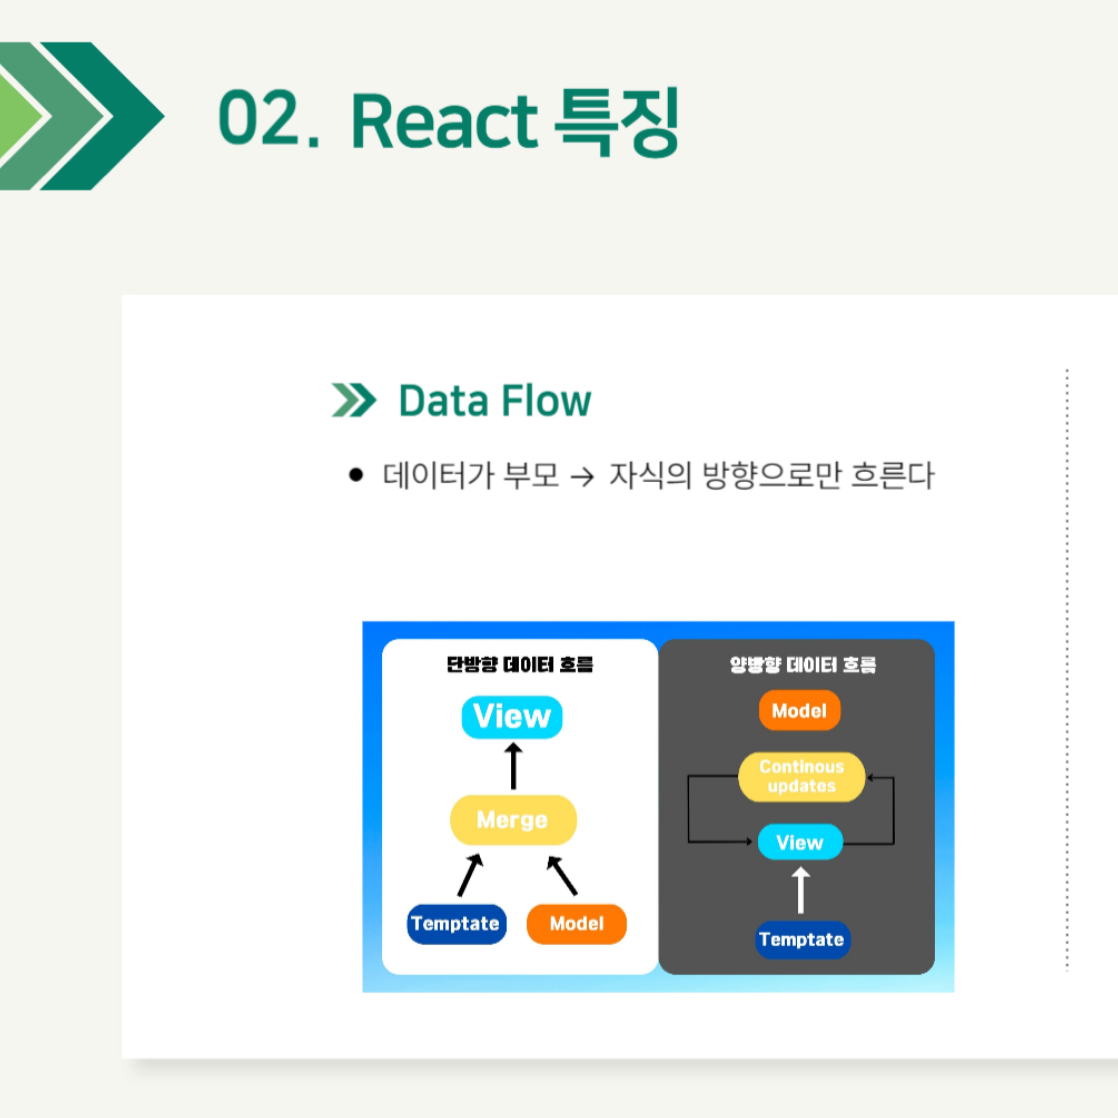 02. React 특징
Data Flow
• 데이터가 부모 → 자식의 방향으로만 흐른다
단방향 데이터 흐름
View
Merge
Temptate
Model
양방향 데이터 흐름
Model
Continous
updates
View
Temptate